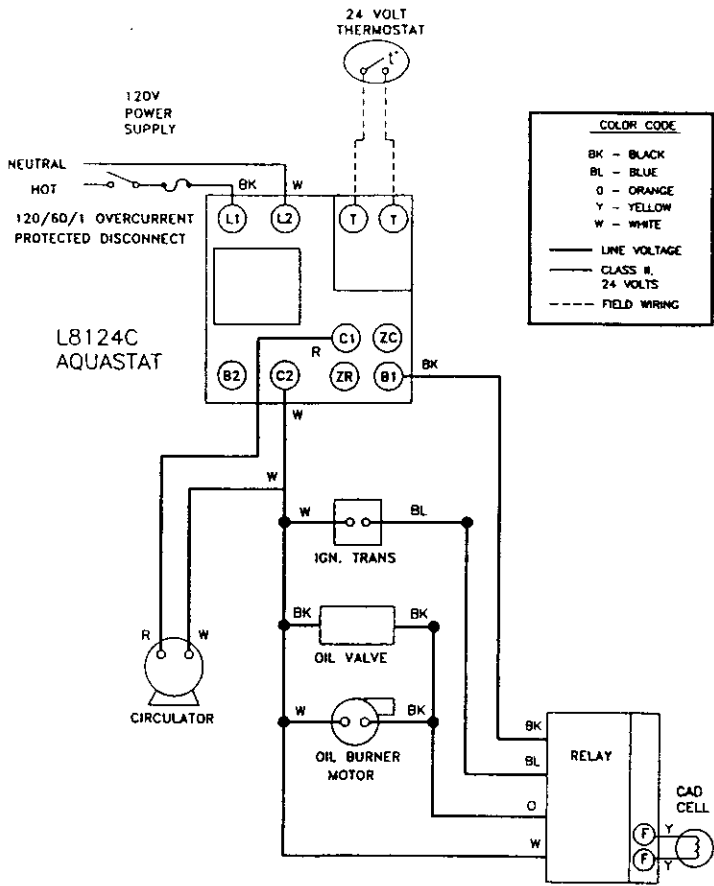 24 VOLT
THERMOSTAT
t°
120V
POWER
SUPPLY
NEUTRAL
HOT
BK
W
120/60/1 OVERCURRENT
PROTECTED DISCONNECT
L1
L2
T
T
COLOR CODE
BK - BLACK
BL - BLUE
O - ORANGE
Y - YELLOW
W - WHITE
LINE VOLTAGE
CLASS II,
24 VOLTS
FIELD WIRING
L8124C
AQUASTAT
R
C1
ZC
B2
C2
ZR
B1
BK
W
W
W
BL
IGN. TRANS
BK
BK
OIL VALVE
R
W
CIRCULATOR
W
BK
OIL BURNER
MOTOR
BK
BL
O
W
RELAY
F
F
Y
Y
CAD
CELL